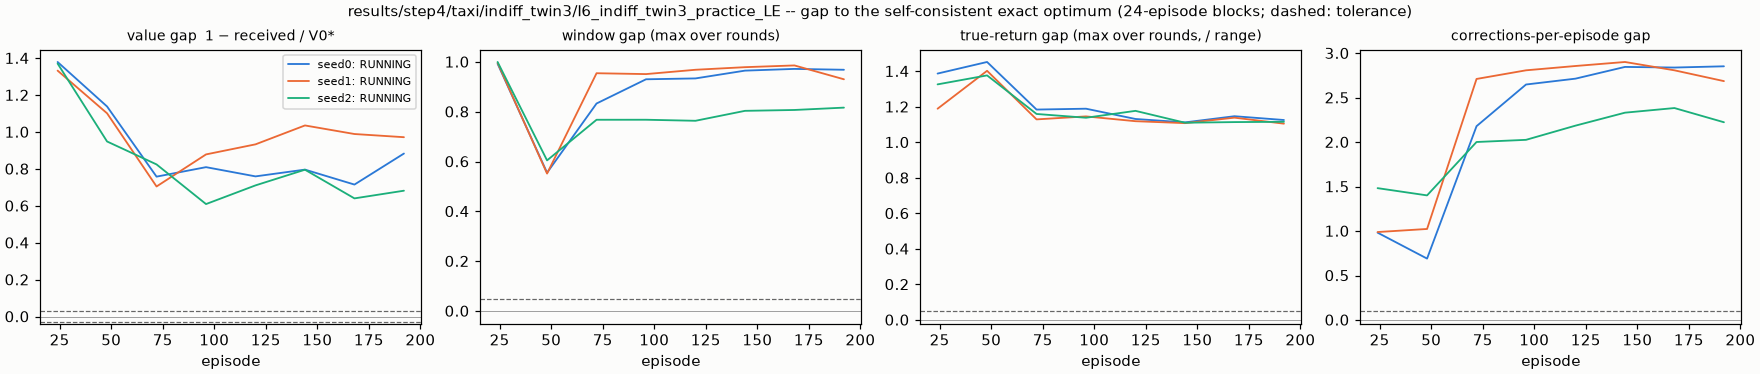 results/step4/taxi/indiff_twin3/l6_indiff_twin3_practice_LE -- gap to the self-consistent exact optimum (24-episode blocks; dashed: tolerance)
value gap  1 − received / V0*
1.4
1.2
1.0
0.8
0.6
0.4
0.2
0.0
seed0: RUNNING
seed1: RUNNING
seed2: RUNNING
25 50 75 100 125 150 175 200
episode
window gap (max over rounds)
1.0
0.8
0.6
0.4
0.2
0.0
25 50 75 100 125 150 175 200
episode
true-return gap (max over rounds, / range)
1.4
1.2
1.0
0.8
0.6
0.4
0.2
0.0
25 50 75 100 125 150 175 200
episode
corrections-per-episode gap
3.0
2.5
2.0
1.5
1.0
0.5
0.0
25 50 75 100 125 150 175 200
episode